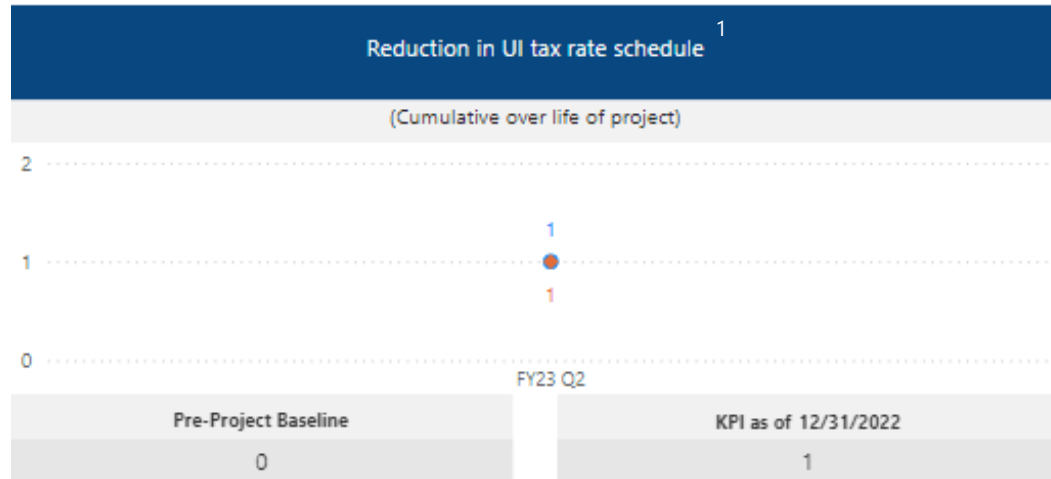 Reduction in UI tax rate schedule 1
(Cumulative over life of project)
2
1
1
1
0
FY23 Q2
Pre-Project Baseline KPI as of 12/31/2022
0 1